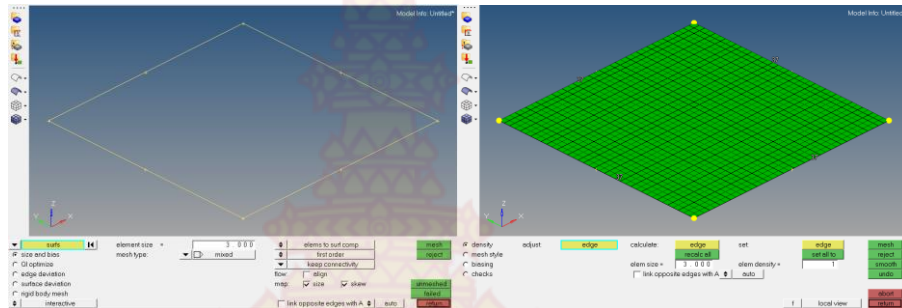 Model Info: Untitled*
surfs
element size =
3.000
elems to surf comp
mesh
size and bias
mesh type:
mixed
first order
reject
QI optimize
keep connectivity
edge deviation
flow:
align
surface deviation
map:
size
skew
unmeshed
rigid body mesh
failed
interactive
link opposite edges with A
auto
return
Model Info: Untitled*
density
adjust:
edge
calculate:
edge
set
edge
mesh
mesh style
recalc all
set all to
reject
biasing
elem size =
3.000
elem density =
1
smooth
checks
link opposite edges with A
auto
undo
abort
local view
return
Y
Z
X
Y
Z
X